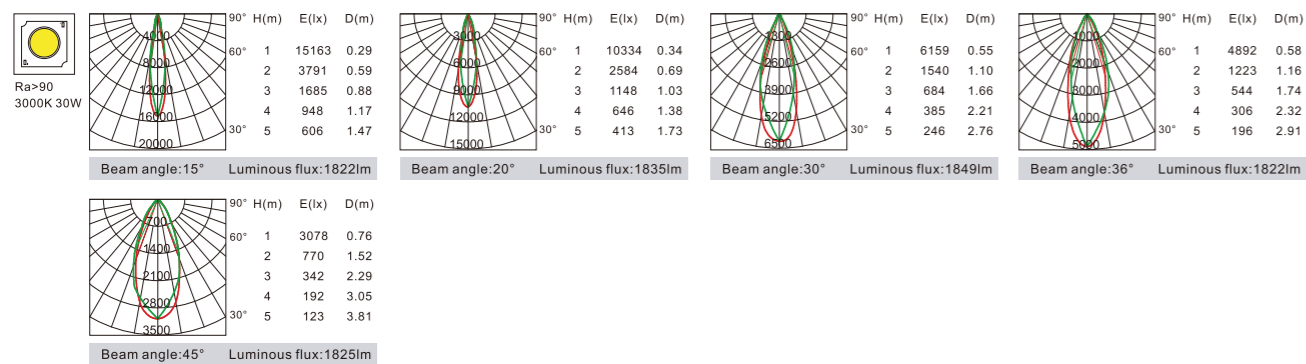 Ra>90
3000K 30W
4000
8000
12000
16000
20000
90°
60°
30°
H(m) E(lx) D(m)
1 15163 0.29
2 3791 0.59
3 1685 0.88
4 948 1.17
5 606 1.47
Beam angle:15° Luminous flux:1822lm
3000
6000
9000
12000
15000
90°
60°
30°
H(m) E(lx) D(m)
1 10334 0.34
2 2584 0.69
3 1148 1.03
4 646 1.38
5 413 1.73
Beam angle:20° Luminous flux:1835lm
1300
2600
3900
5200
6500
90°
60°
30°
H(m) E(lx) D(m)
1 6159 0.55
2 1540 1.10
3 684 1.66
4 385 2.21
5 246 2.76
Beam angle:30° Luminous flux:1849lm
1000
2000
3000
4000
5000
90°
60°
30°
H(m) E(lx) D(m)
1 4892 0.58
2 1223 1.16
3 544 1.74
4 306 2.32
5 196 2.91
Beam angle:36° Luminous flux:1822lm
700
1400
2100
2800
3500
90°
60°
30°
H(m) E(lx) D(m)
1 3078 0.76
2 770 1.52
3 342 2.29
4 192 3.05
5 123 3.81
Beam angle:45° Luminous flux:1825lm